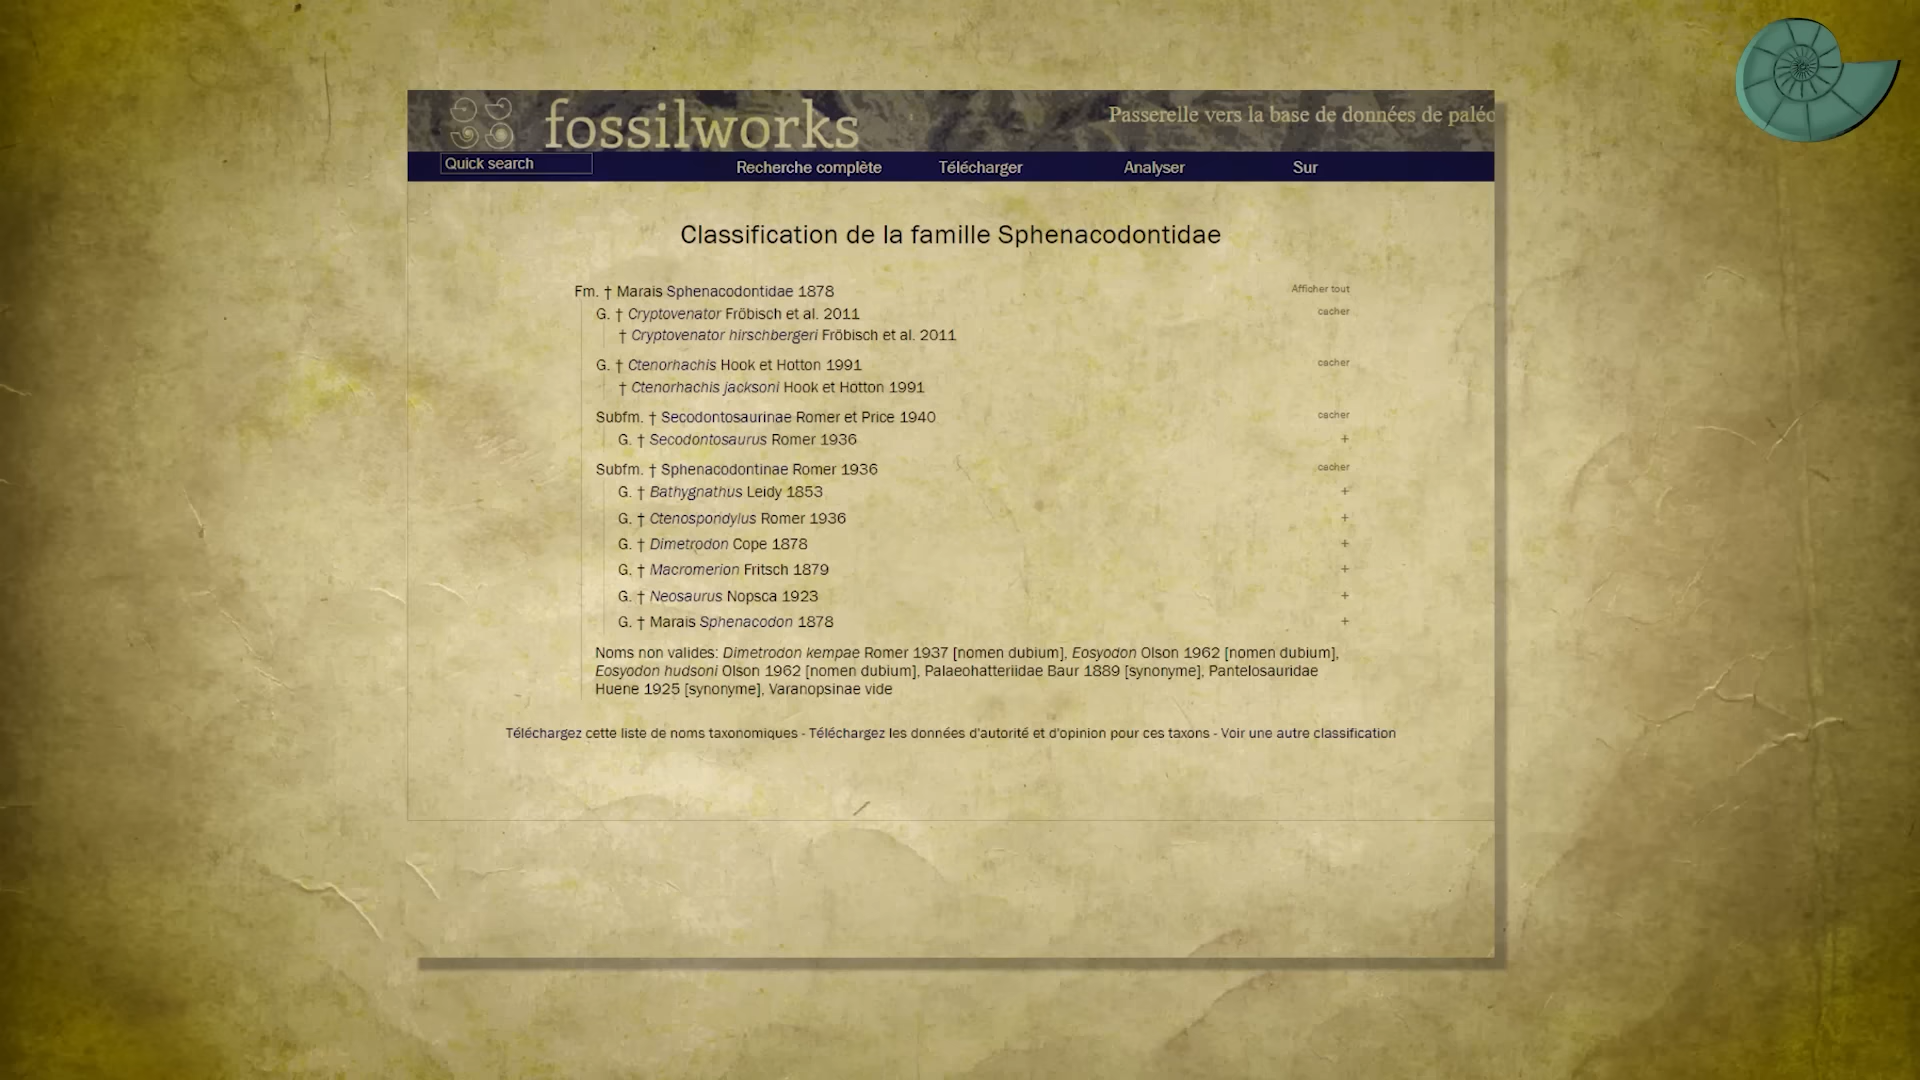 fossilworks
Passerelle vers la base de données de paléo
Quick search
Recherche complète
Télécharger
Analyser
Sur
Classification de la famille Sphenacodontidae
Fm. † Marais Sphenacodontidae 1878
Afficher tout
G. † Cryptovenator Fröbisch et al. 2011
cacher
† Cryptovenator hirschbergeri Fröbisch et al. 2011
G. † Ctenorhachis Hook et Hotton 1991
cacher
† Ctenorhachis jacksoni Hook et Hotton 1991
Subfm. † Secodontosaurinae Romer et Price 1940
cacher
G. † Secodontosaurus Romer 1936
+
Subfm. † Sphenacodontinae Romer 1936
cacher
G. † Bathygnathus Leidy 1853
+
G. † Ctenospondylus Romer 1936
+
G. † Dimetrodon Cope 1878
+
G. † Macromerion Fritsch 1879
+
G. † Neosaurus Nopsca 1923
+
G. † Marais Sphenacodon 1878
+
Noms non valides: Dimetrodon kempae Romer 1937 [nomen dubium], Eosyodon Olson 1962 [nomen dubium],
Eosyodon hudsoni Olson 1962 [nomen dubium], Palaeohatteriidae Baur 1889 [synonyme], Pantelosauridae
Huene 1925 [synonyme], Varanopsinae vide
Téléchargez cette liste de noms taxonomiques - Téléchargez les données d'autorité et d'opinion pour ces taxons - Voir une autre classification